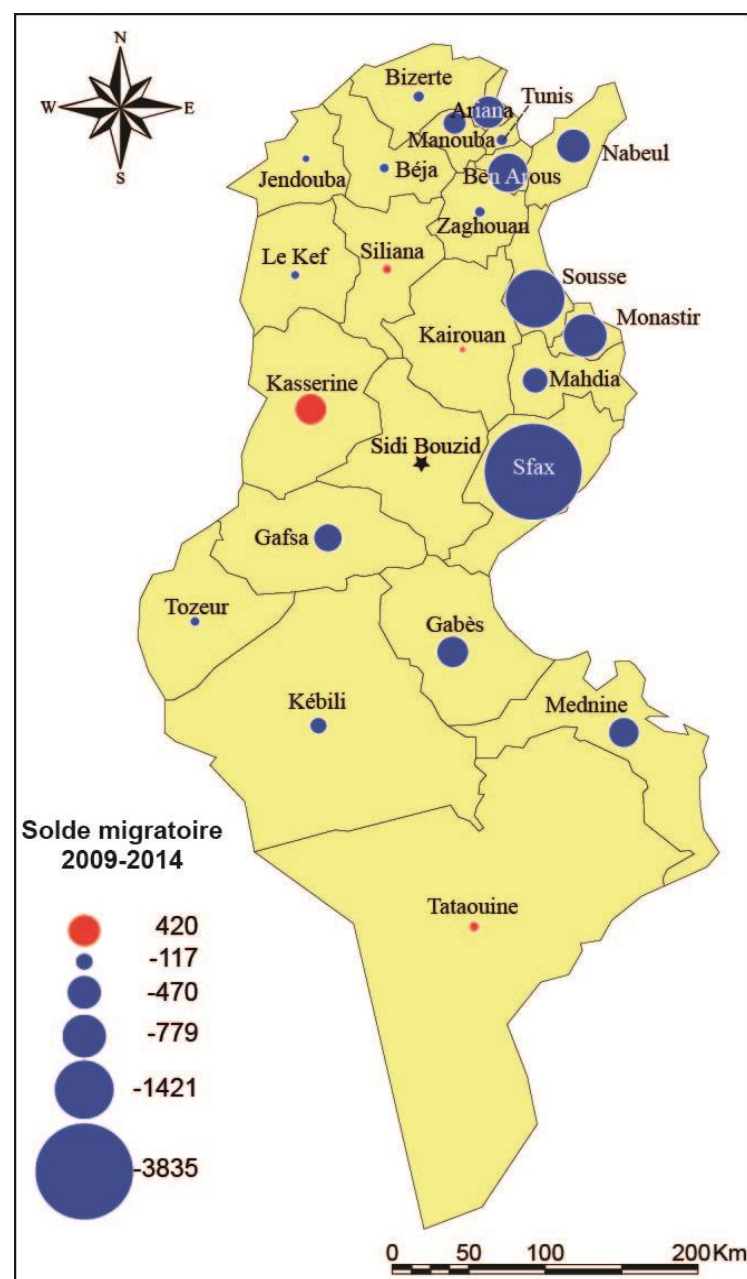 N
W
E
S
Bizerte
Ariana
Tunis
Manouba
Nabeul
Jendouba
Béja
Ben Arous
Zaghouan
Le Kef
Siliana
Sousse
Kairouan
Monastir
Kasserine
Mahdia
Sidi Bouzid
Sfax
Gafsa
Tozeur
Gabès
Kébili
Mednine
Solde migratoire
2009-2014
420
-117
-470
-779
-1421
-3835
Tataouine
0 50 100 200 Km